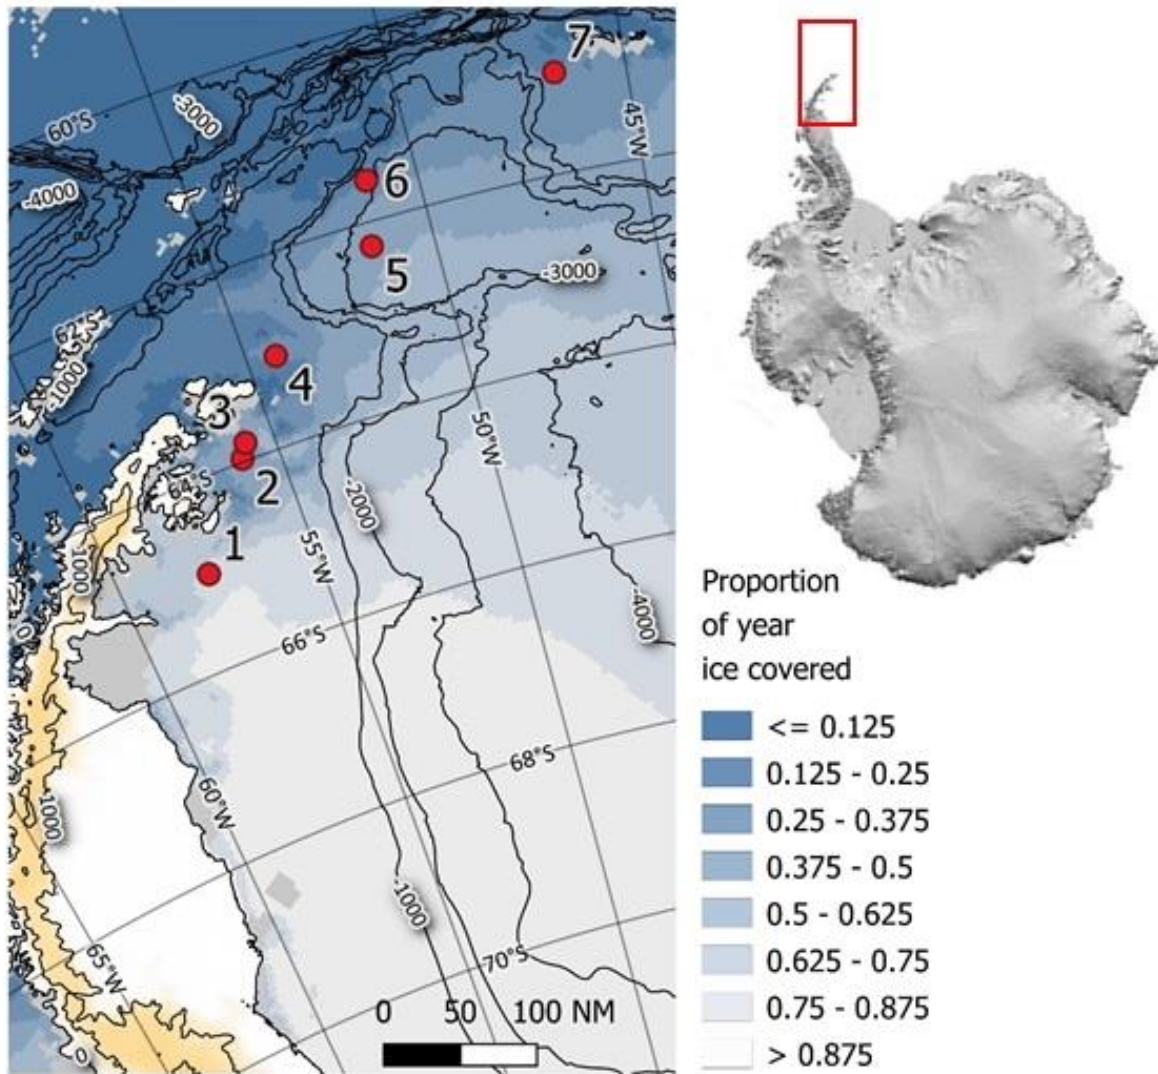 7
60°S
-3000
45°W
-4000
6
5
-3000
62°S
-1000
4
3
50°W
64°S
2
-2000
1
55°W
1000
-4000
0
66°S
68°S
60°W
1000
-1000
65°W
70°S
0
0 50 100 NM
Proportion
of year
ice covered
<= 0.125
0.125 - 0.25
0.25 - 0.375
0.375 - 0.5
0.5 - 0.625
0.625 - 0.75
0.75 - 0.875
> 0.875